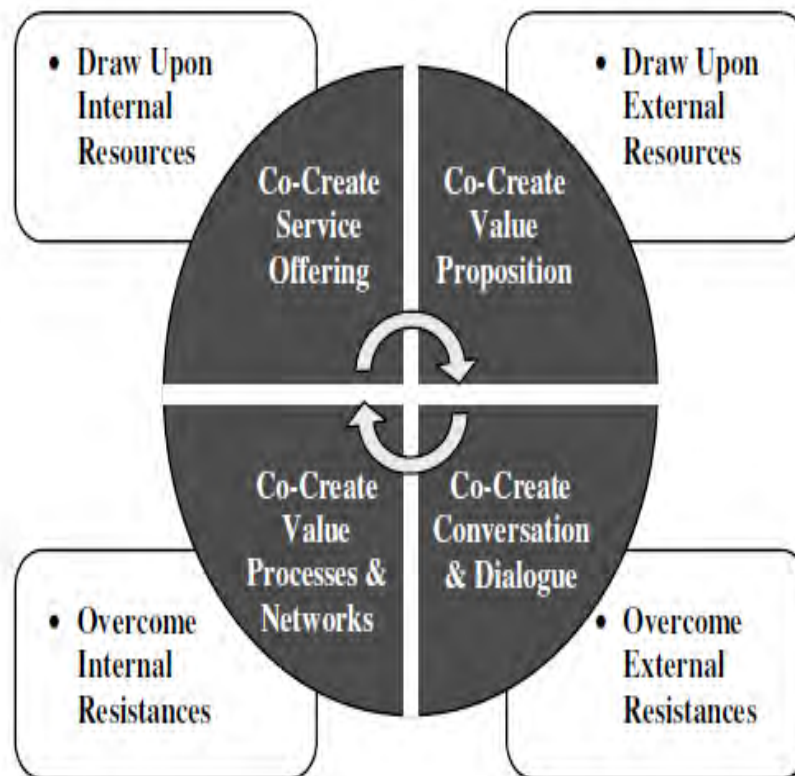 • Draw Upon
Internal
Resources
• Draw Upon
External
Resources
Co-Create
Service
Offering
Co-Create
Value
Proposition
Co-Create
Value
Processes &
Networks
Co-Create
Conversation
& Dialogue
• Overcome
Internal
Resistances
• Overcome
External
Resistances